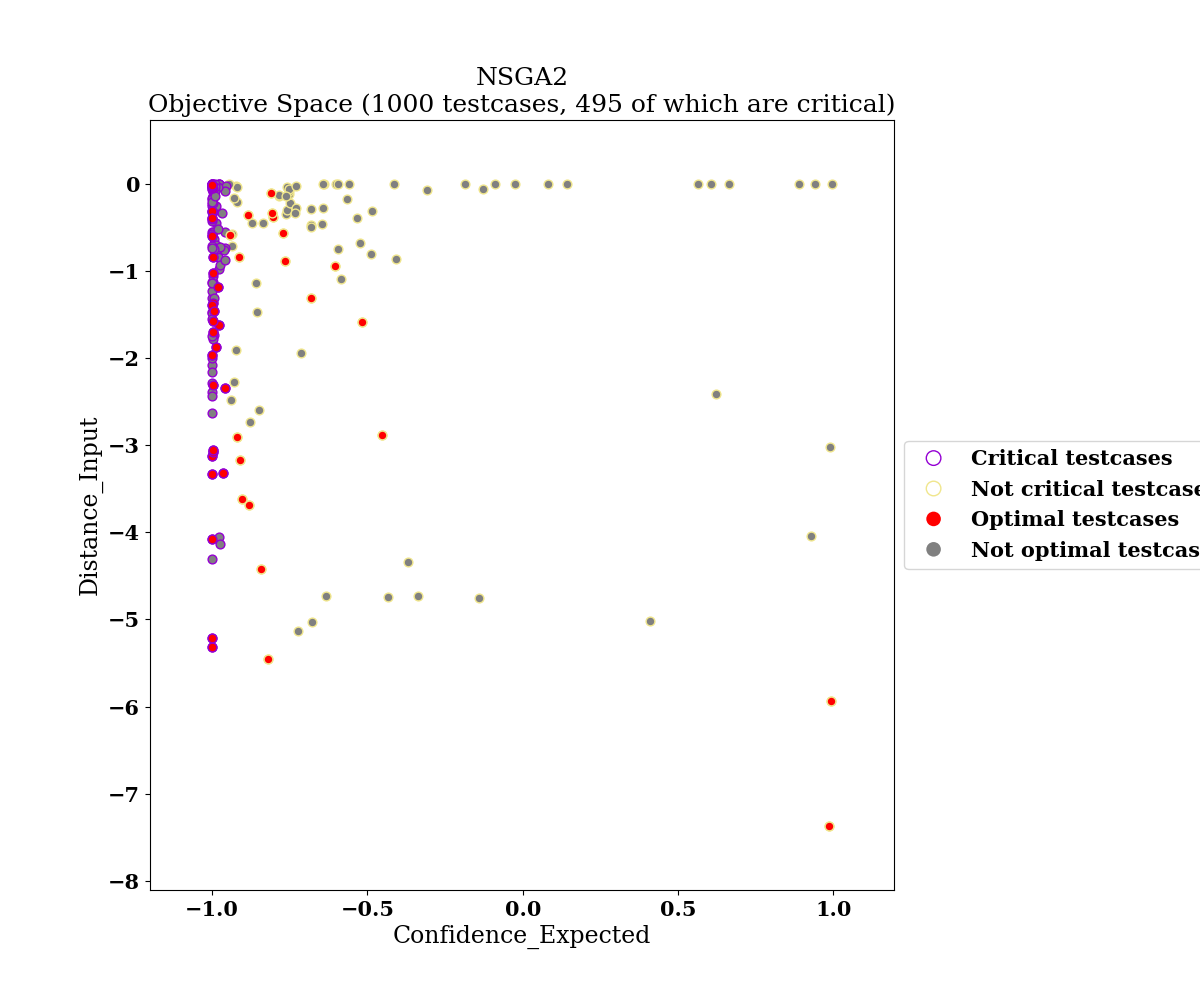 NSGA2
Objective Space (1000 testcases, 495 of which are critical)
0
−1
−2
−3
−4
−5
−6
−7
−8
Distance_Input
−1.0 −0.5 0.0 0.5 1.0
Confidence_Expected
Critical testcases
Not critical testcase
Optimal testcases
Not optimal testcas